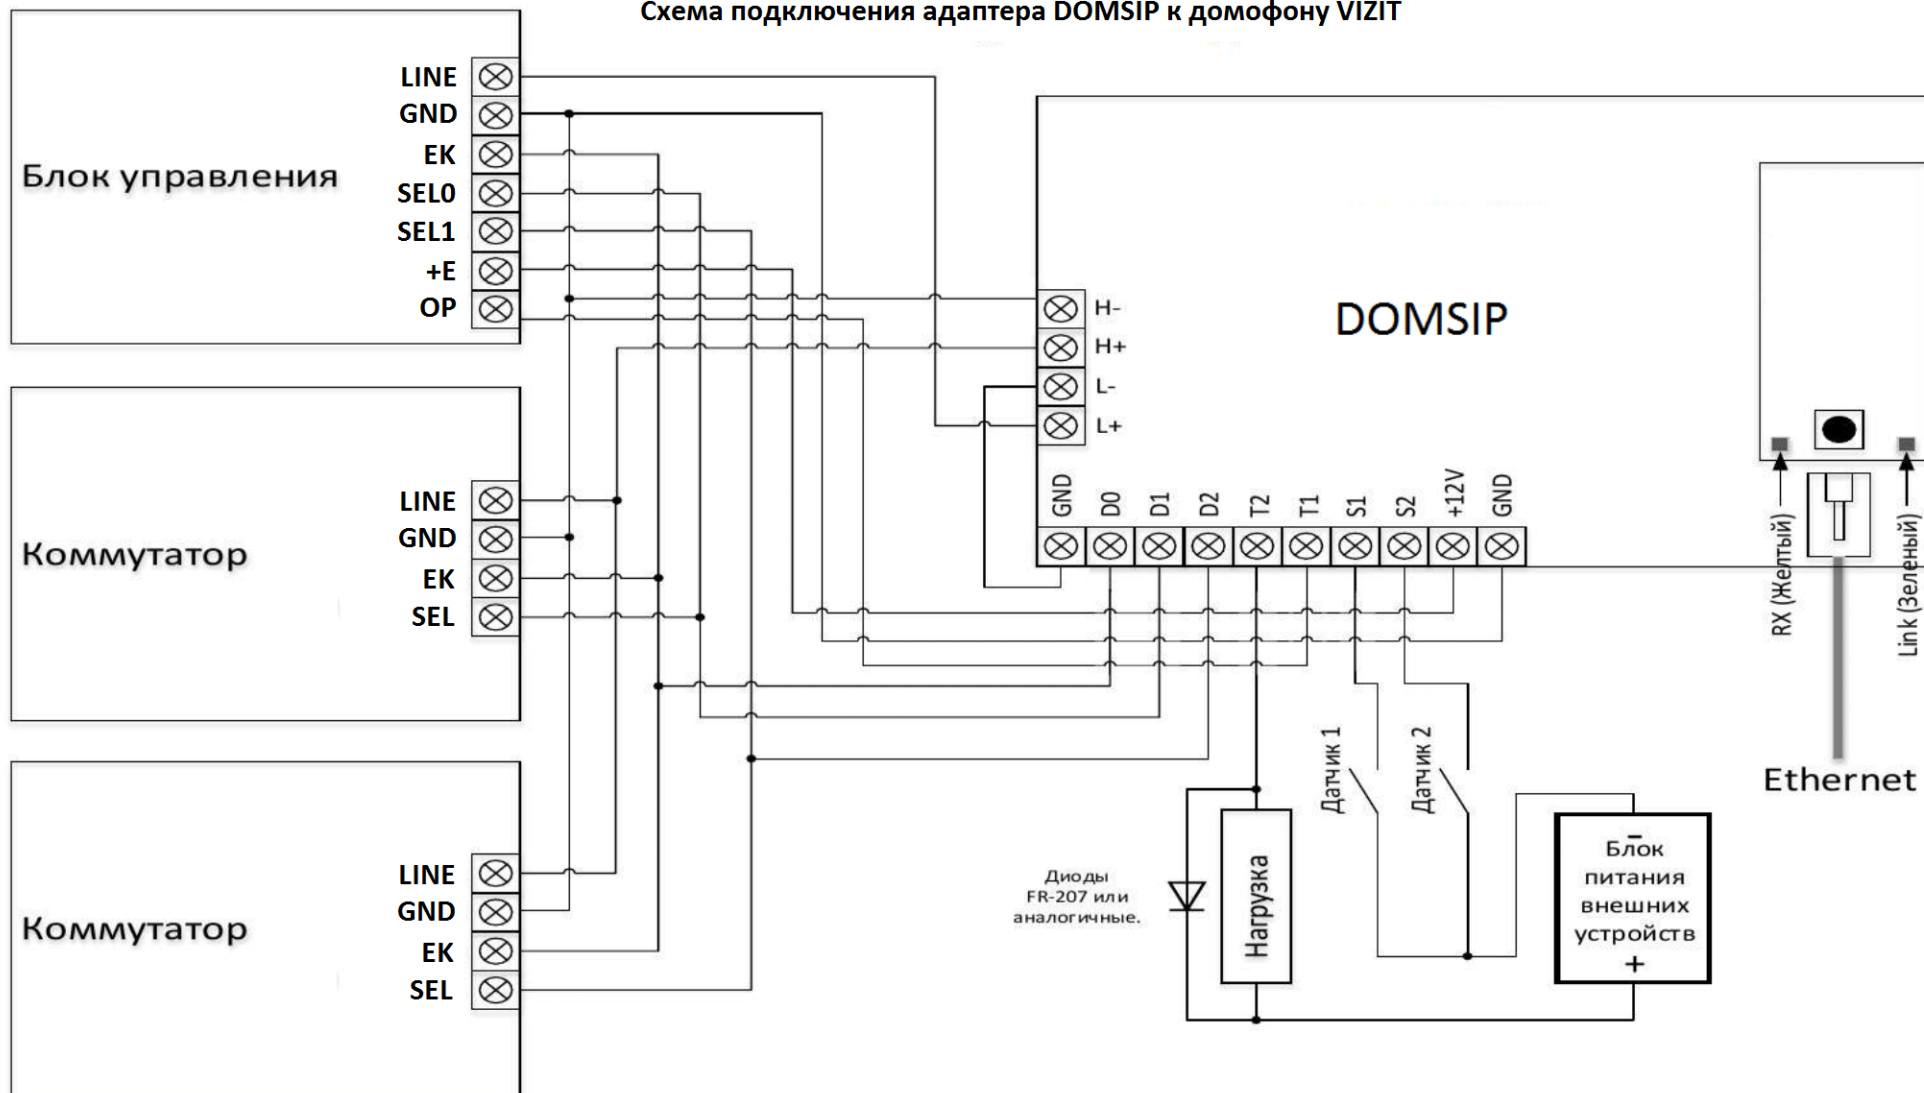 Схема подключения адаптера DOMSIP к домофону VIZIT
Блок управления
LINE
GND
EK
SEL0
SEL1
+E
OP
Коммутатор
LINE
GND
EK
SEL
Коммутатор
LINE
GND
EK
SEL
DOMSIP
H-
H+
L-
L+
GND
D0
D1
D2
T2
T1
S1
S2
+12V
GND
RX (Желтый)
Link (Зеленый)
Ethernet
Датчик 1
Датчик 2
Диоды
FR-207 или
аналогичные.
Нагрузка
–
Блок
питания
внешних
устройств
+